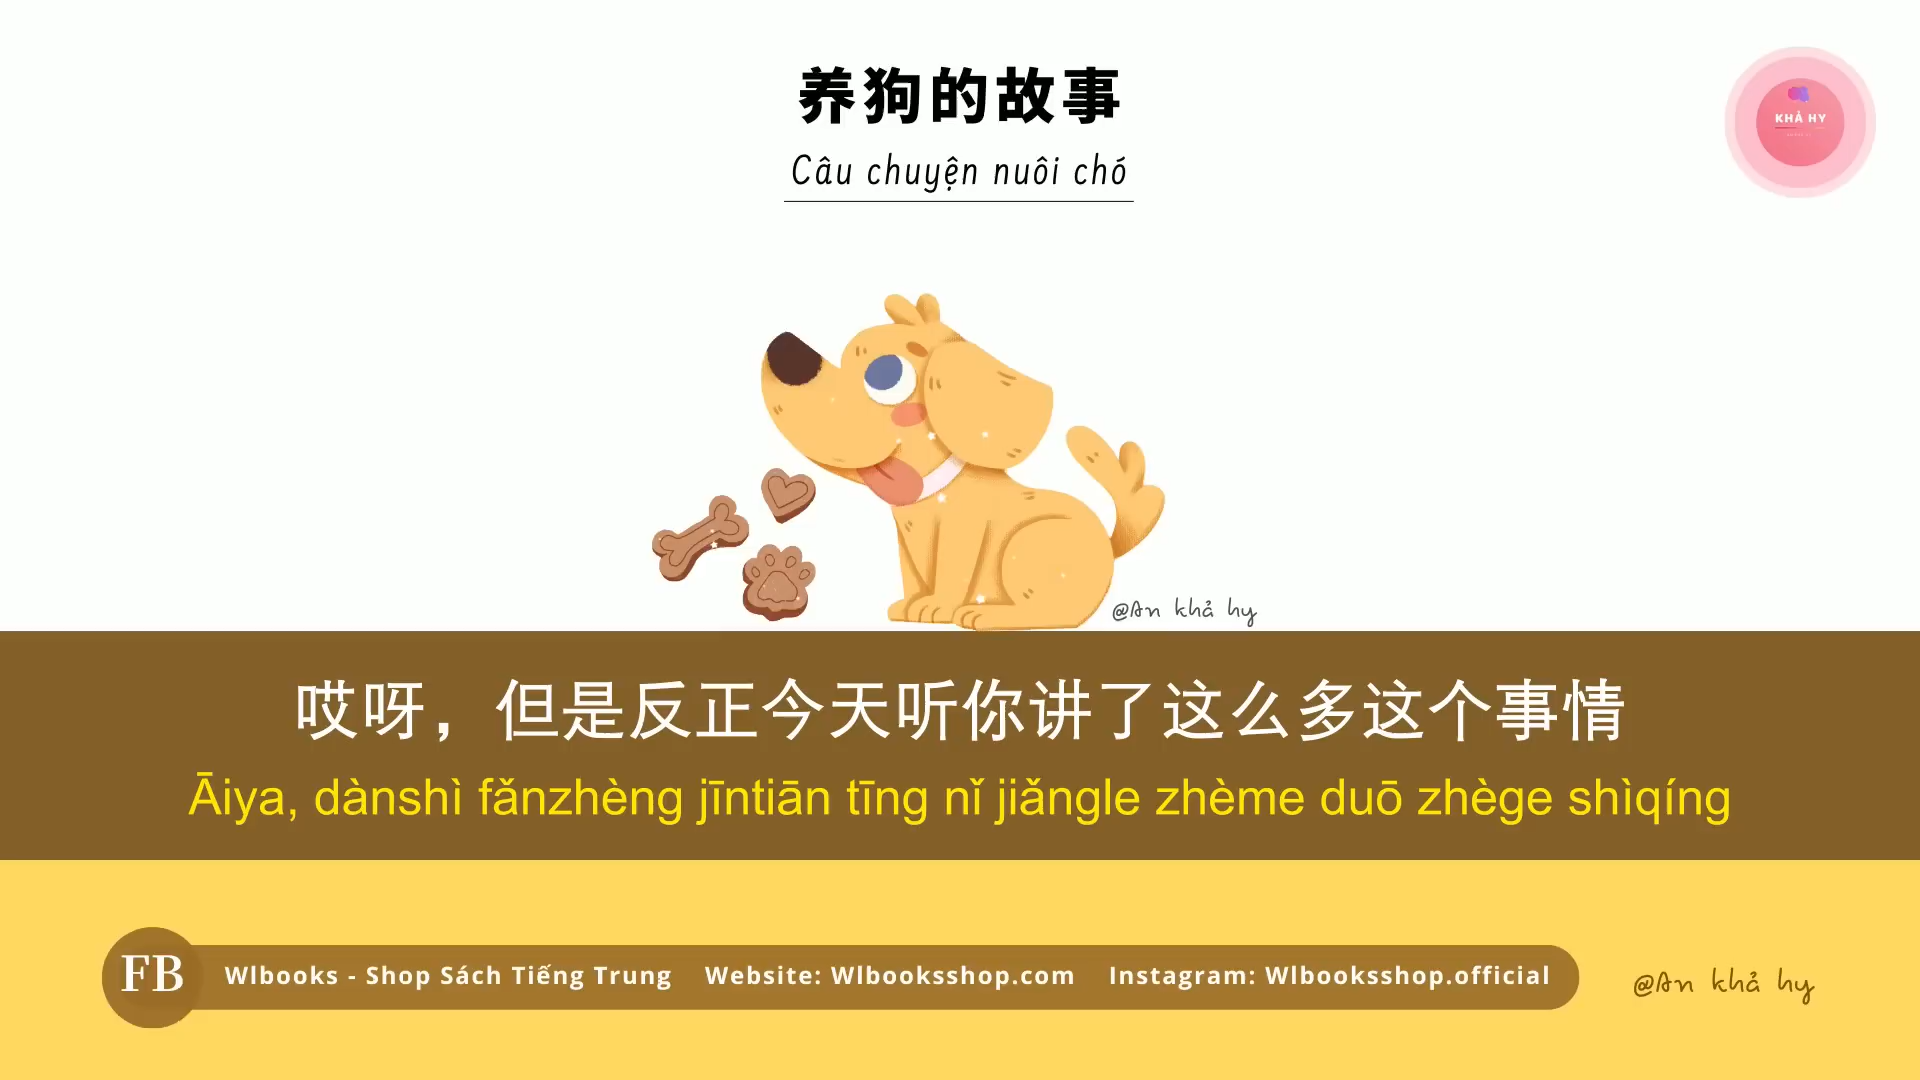 养狗的故事
Câu chuyện nuôi chó
KHẢ HY
@An khả hy
哎呀，但是反正今天听你讲了这么多这个事情
Āiya, dànshì fǎnzhèng jīntiān tīng nǐ jiǎngle zhème duō zhège shìqíng
FB
Wlbooks - Shop Sách Tiếng Trung Website: Wlbooksshop.com Instagram: Wlbooksshop.official
@An khả hy